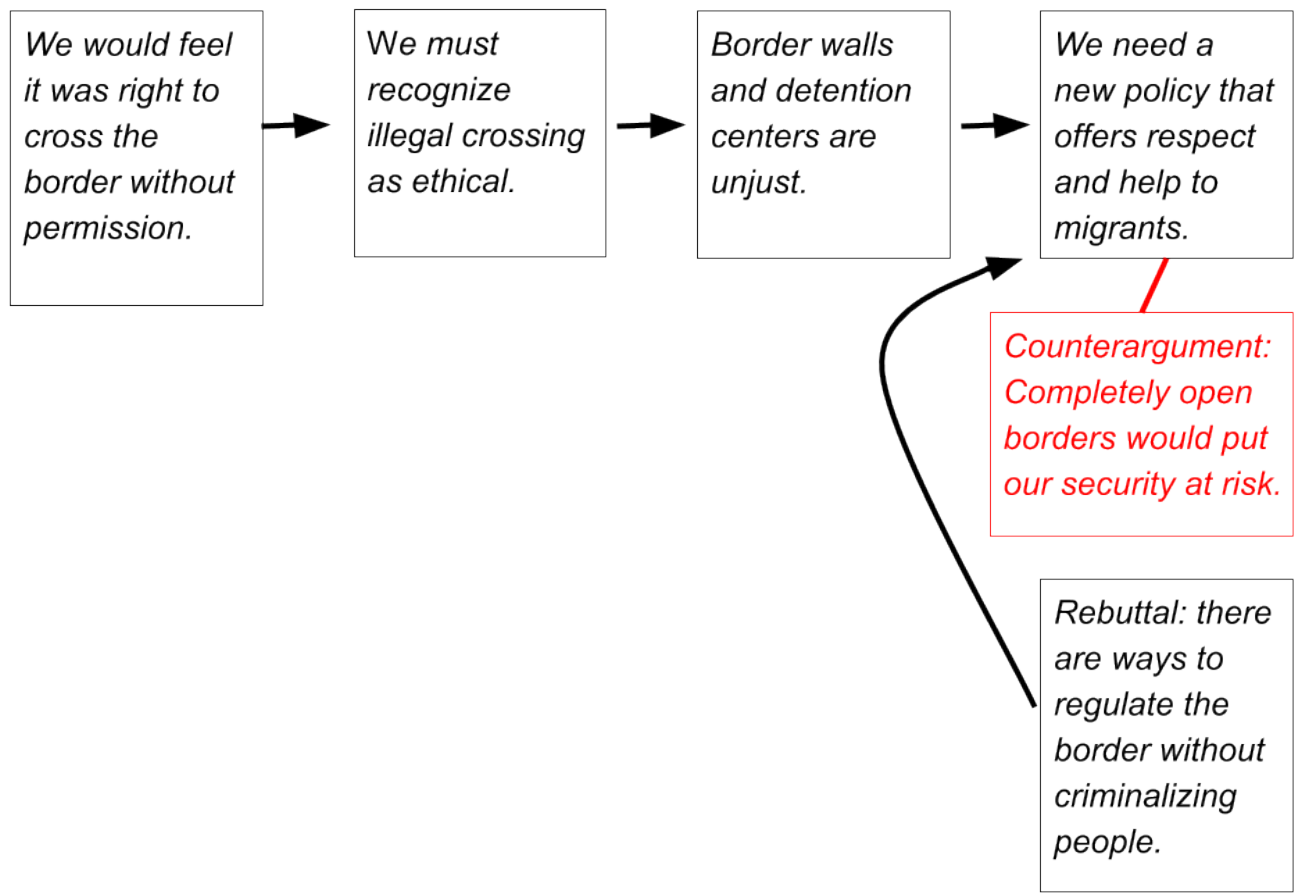 We would feel
it was right to
cross the
border without
permission.
We must
recognize
illegal crossing
as ethical.
Border walls
and detention
centers are
unjust.
We need a
new policy that
offers respect
and help to
migrants.
Counterargument:
Completely open
borders would put
our security at risk.
Rebuttal: there
are ways to
regulate the
border without
criminalizing
people.